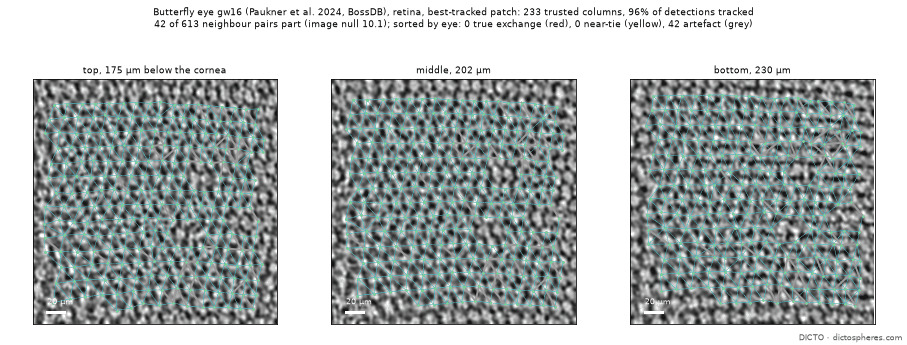 Butterfly eye gw16 (Paukner et al. 2024, BossDB), retina, best-tracked patch: 233 trusted columns, 96% of detections tracked
42 of 613 neighbour pairs part (image null 10.1); sorted by eye: 0 true exchange (red), 0 near-tie (yellow), 42 artefact (grey)
top, 175 µm below the cornea
middle, 202 µm
bottom, 230 µm
20 µm
20 µm
20 µm
DICTO · dictospheres.com